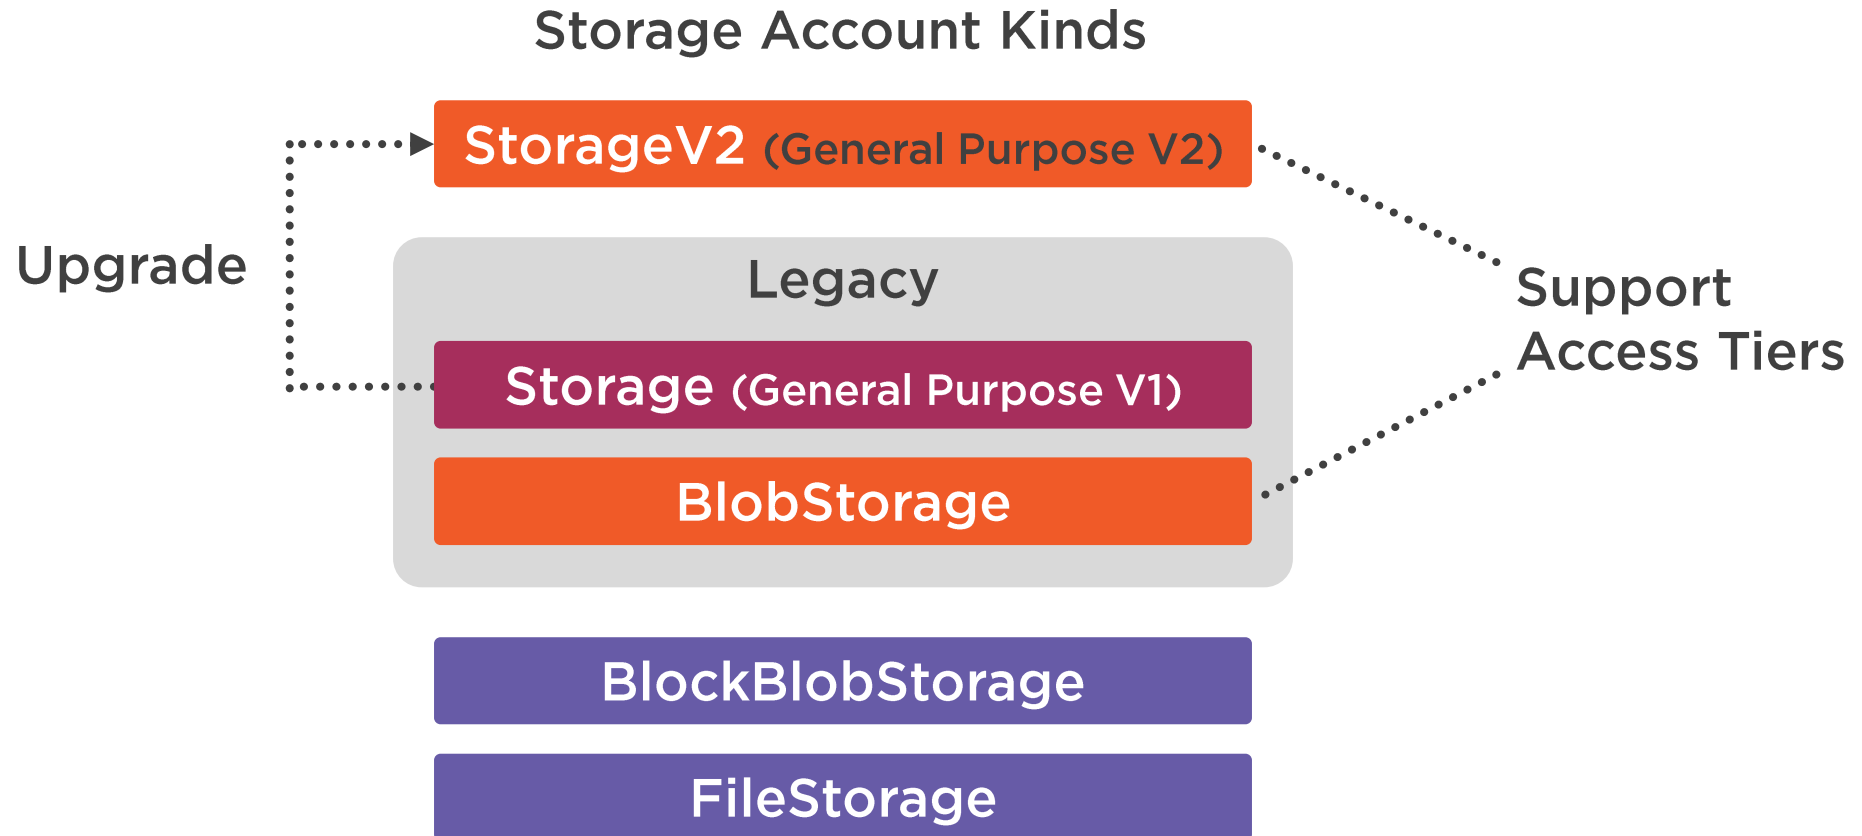 Storage Account Kinds
StorageV2 (General Purpose V2)
Upgrade
Legacy
Support
Access Tiers
Storage (General Purpose V1)
BlobStorage
BlockBlobStorage
FileStorage